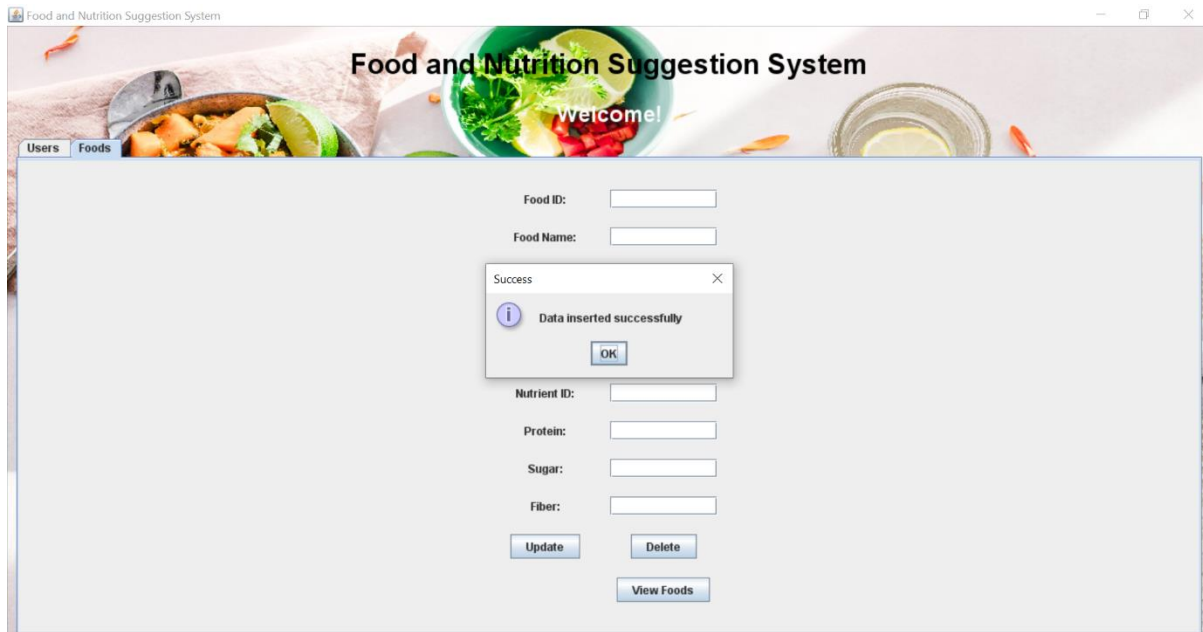 Food and Nutrition Suggestion System
Food and Nutrition Suggestion System
Welcome!
Users Foods
Food ID:
Food Name:
Success
Data inserted successfully
OK
Nutrient ID:
Protein:
Sugar:
Fiber:
Update Delete
View Foods